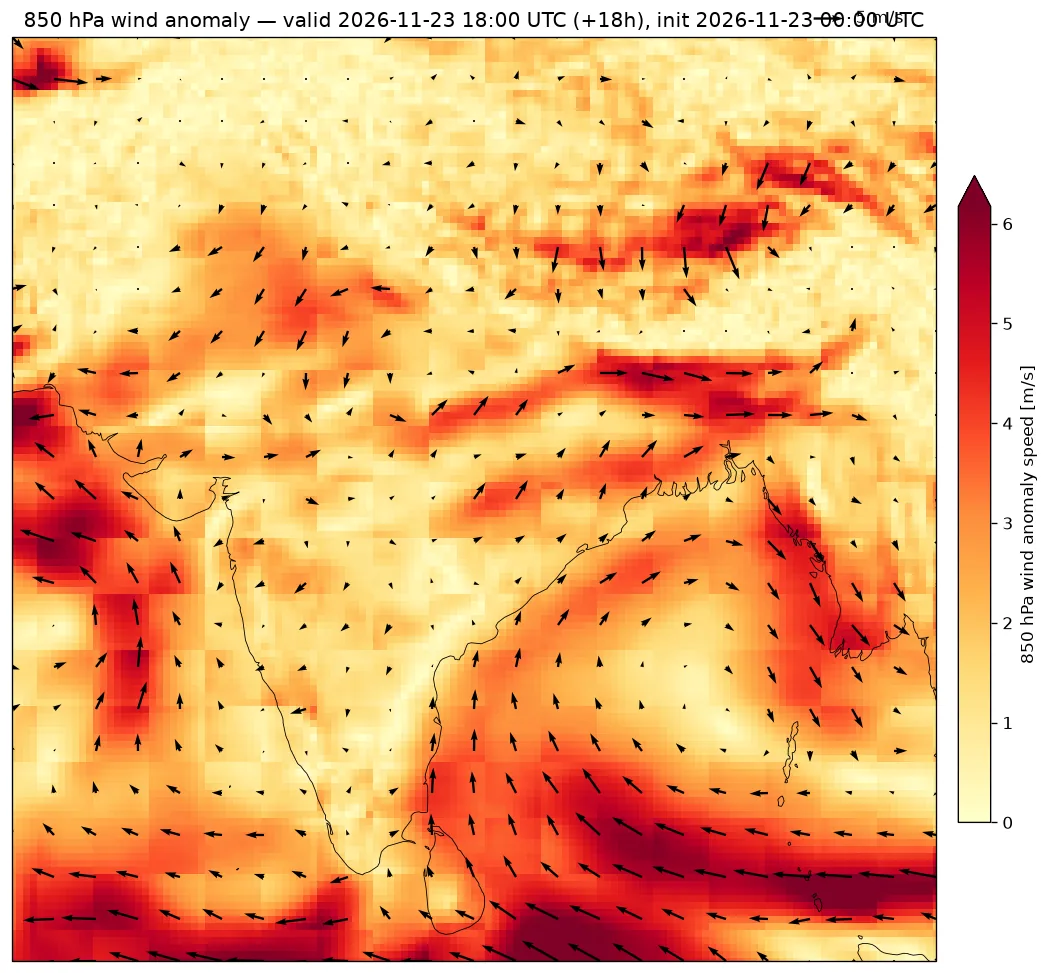 850 hPa wind anomaly — valid 2026-11-23 18:00 UTC (+18h), init 2026-11-23 00:00 UTC
5 m/s
6
5
4
3
2
1
0
850 hPa wind anomaly speed [m/s]